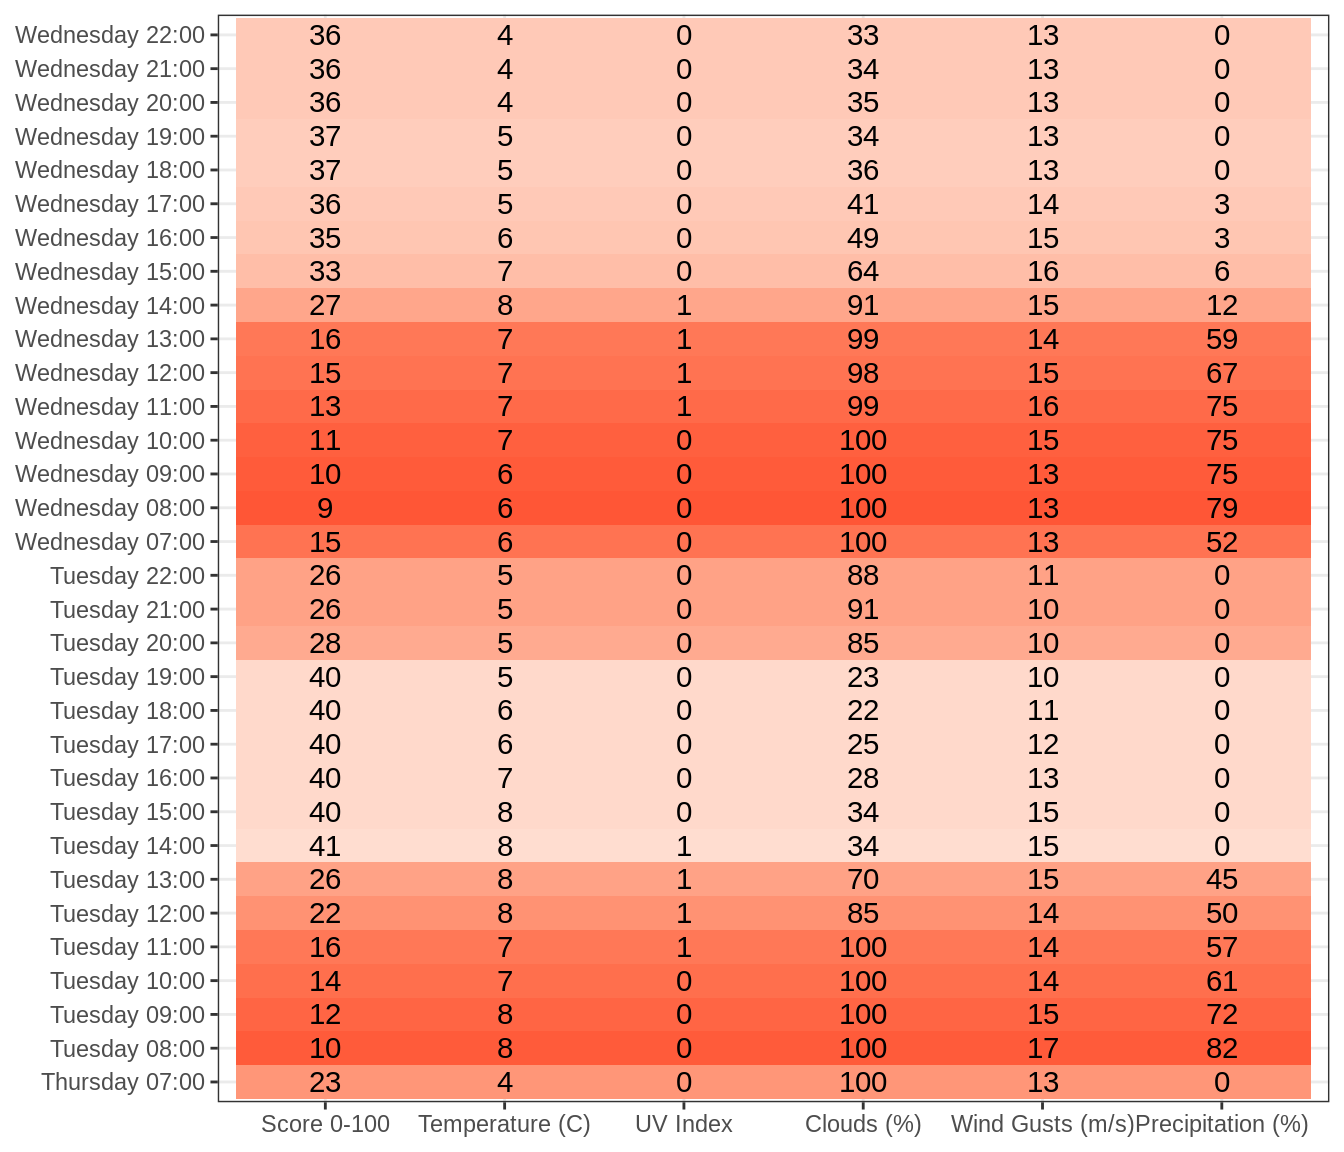 Wednesday 22:00 36 4 0 33 13 0
Wednesday 21:00 36 4 0 34 13 0
Wednesday 20:00 36 4 0 35 13 0
Wednesday 19:00 37 5 0 34 13 0
Wednesday 18:00 37 5 0 36 13 0
Wednesday 17:00 36 5 0 41 14 3
Wednesday 16:00 35 6 0 49 15 3
Wednesday 15:00 33 7 0 64 16 6
Wednesday 14:00 27 8 1 91 15 12
Wednesday 13:00 16 7 1 99 14 59
Wednesday 12:00 15 7 1 98 15 67
Wednesday 11:00 13 7 1 99 16 75
Wednesday 10:00 11 7 0 100 15 75
Wednesday 09:00 10 6 0 100 13 75
Wednesday 08:00 9 6 0 100 13 79
Wednesday 07:00 15 6 0 100 13 52
Tuesday 22:00 26 5 0 88 11 0
Tuesday 21:00 26 5 0 91 10 0
Tuesday 20:00 28 5 0 85 10 0
Tuesday 19:00 40 5 0 23 10 0
Tuesday 18:00 40 6 0 22 11 0
Tuesday 17:00 40 6 0 25 12 0
Tuesday 16:00 40 7 0 28 13 0
Tuesday 15:00 40 8 0 34 15 0
Tuesday 14:00 41 8 1 34 15 0
Tuesday 13:00 26 8 1 70 15 45
Tuesday 12:00 22 8 1 85 14 50
Tuesday 11:00 16 7 1 100 14 57
Tuesday 10:00 14 7 0 100 14 61
Tuesday 09:00 12 8 0 100 15 72
Tuesday 08:00 10 8 0 100 17 82
Thursday 07:00 23 4 0 100 13 0
Score 0-100 Temperature (C) UV Index Clouds (%) Wind Gusts (m/s) Precipitation (%)